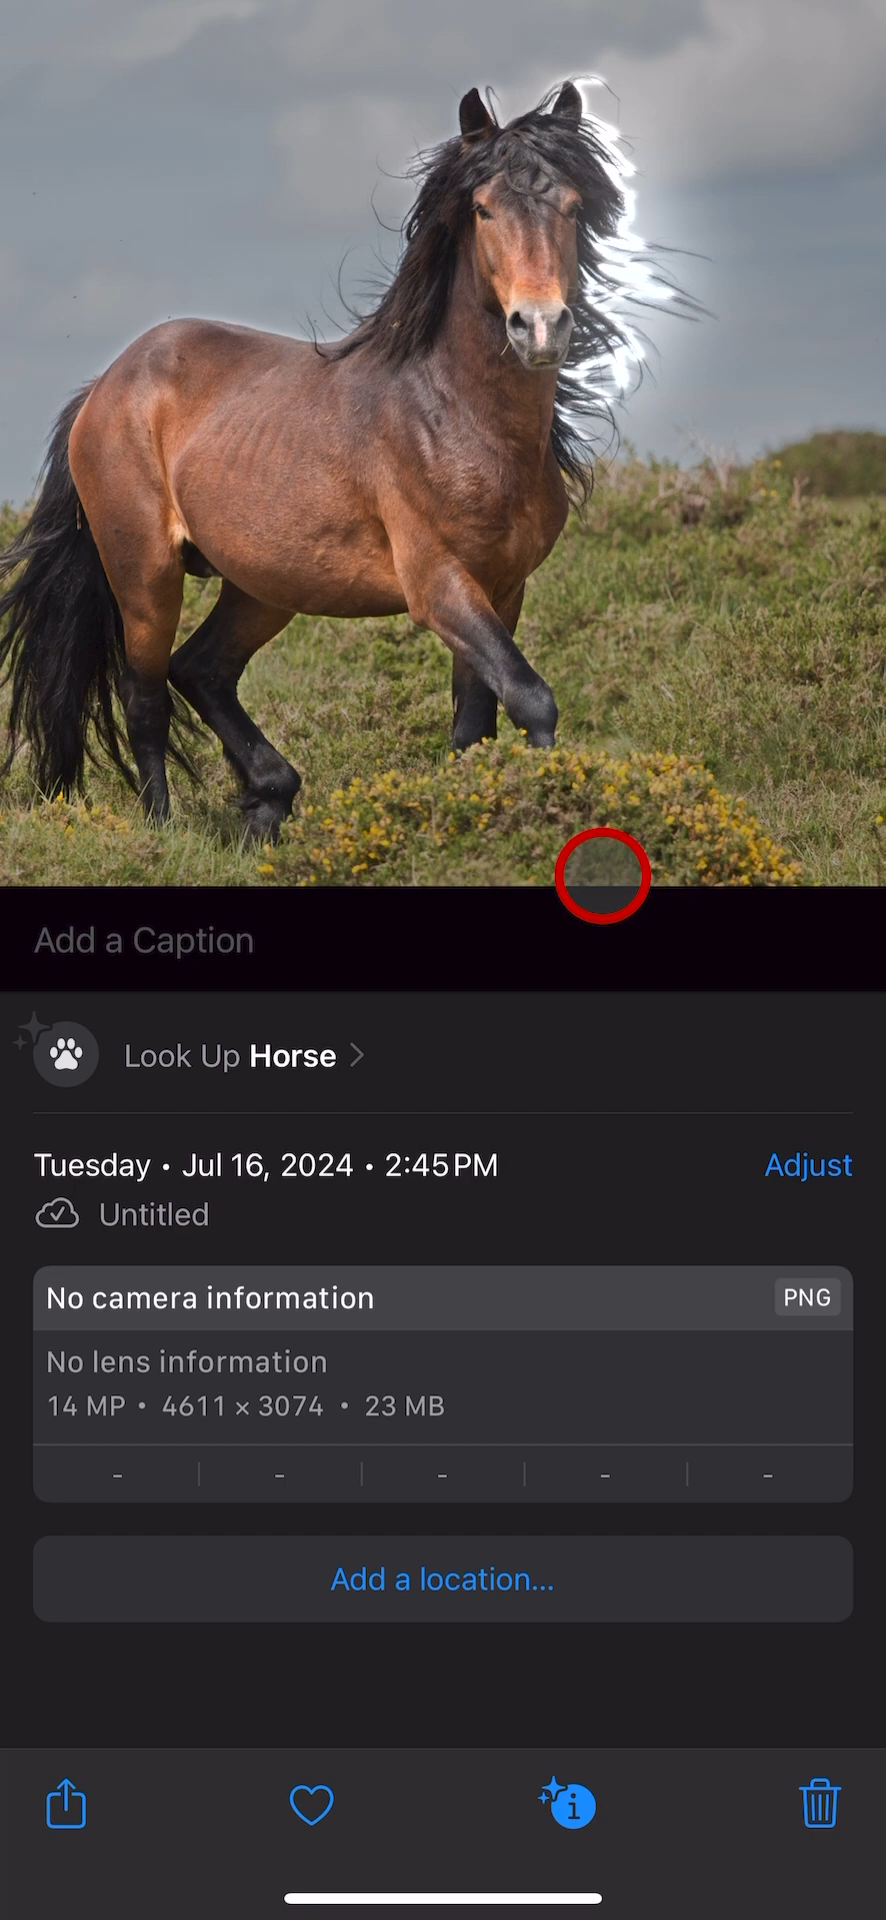 Add a Caption
Look Up Horse
Tuesday • Jul 16, 2024 • 2:45 PM
Adjust
Untitled
No camera information
PNG
No lens information
14 MP • 4611 × 3074 • 23 MB
- - - - -
Add a location...